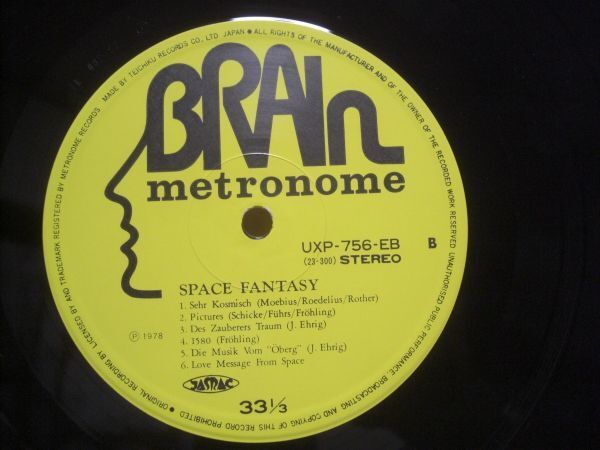 BRAIN
metronome
UXP-756-EB B
(23-300) STEREO
SPACE FANTASY
1. Sehr Kosmisch (Moebius/Roedelius/Rother)
2. Pictures (Schicke/Führs/Fröhling)
3. Des Zauberers Traum (J. Ehrig)
4. 1580 (Fröhling)
5. Die Musik Vom "Öberg" (J. Ehrig)
6. Love Message From Space
Ⓟ 1978
JASRAC
33 1/3
ORIGINAL RECORDING BY LICENSED BY AND TRADEMARK REGISTERED BY METRONOME RECORDS • MADE BY TEICHIKU RECORDS CO., LTD JAPAN • ALL RIGHTS OF THE MANUFACTURER AND OF THE OWNER OF THE RECORDED WORK RESERVED UNAUTHORISED PUBLIC PERFORMANCE BROADCASTING AND COPYING OF THIS RECORD PROHIBITED •